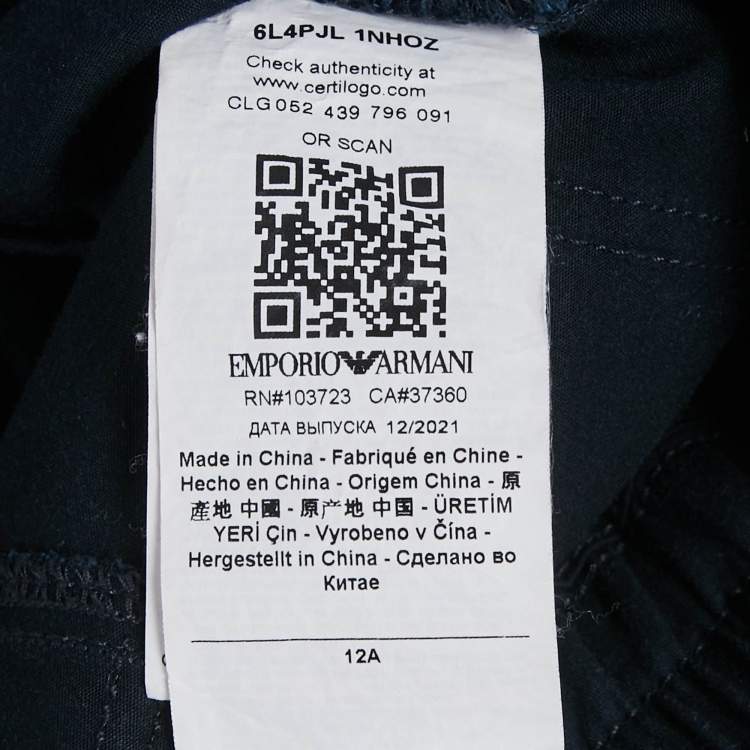 6L4PJL 1NHOZ
Check authenticity at
www.certilogo.com
CLG 052 439 796 091
OR SCAN
EMPORIO ARMANI
RN#103723 CA#37360
ДАТА ВЫПУСКА 12/2021
Made in China - Fabriqué en Chine -
Hecho en China - Origem China - 原
產地 中國 - 原产地 中国 - ÜRETİM
YERİ Çin - Vyrobeno v Čína -
Hergestellt in China - Сделано во
Китае
12A